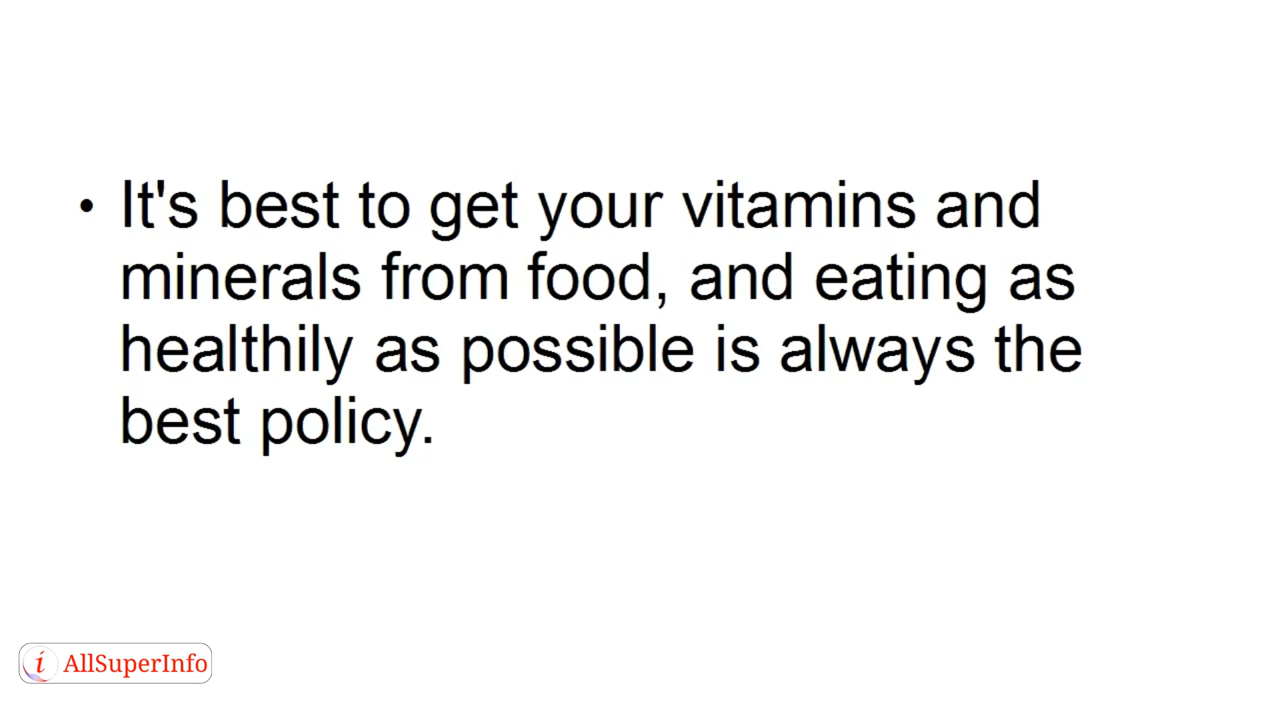 • It's best to get your vitamins and
minerals from food, and eating as
healthily as possible is always the
best policy.
i AllSuperInfo